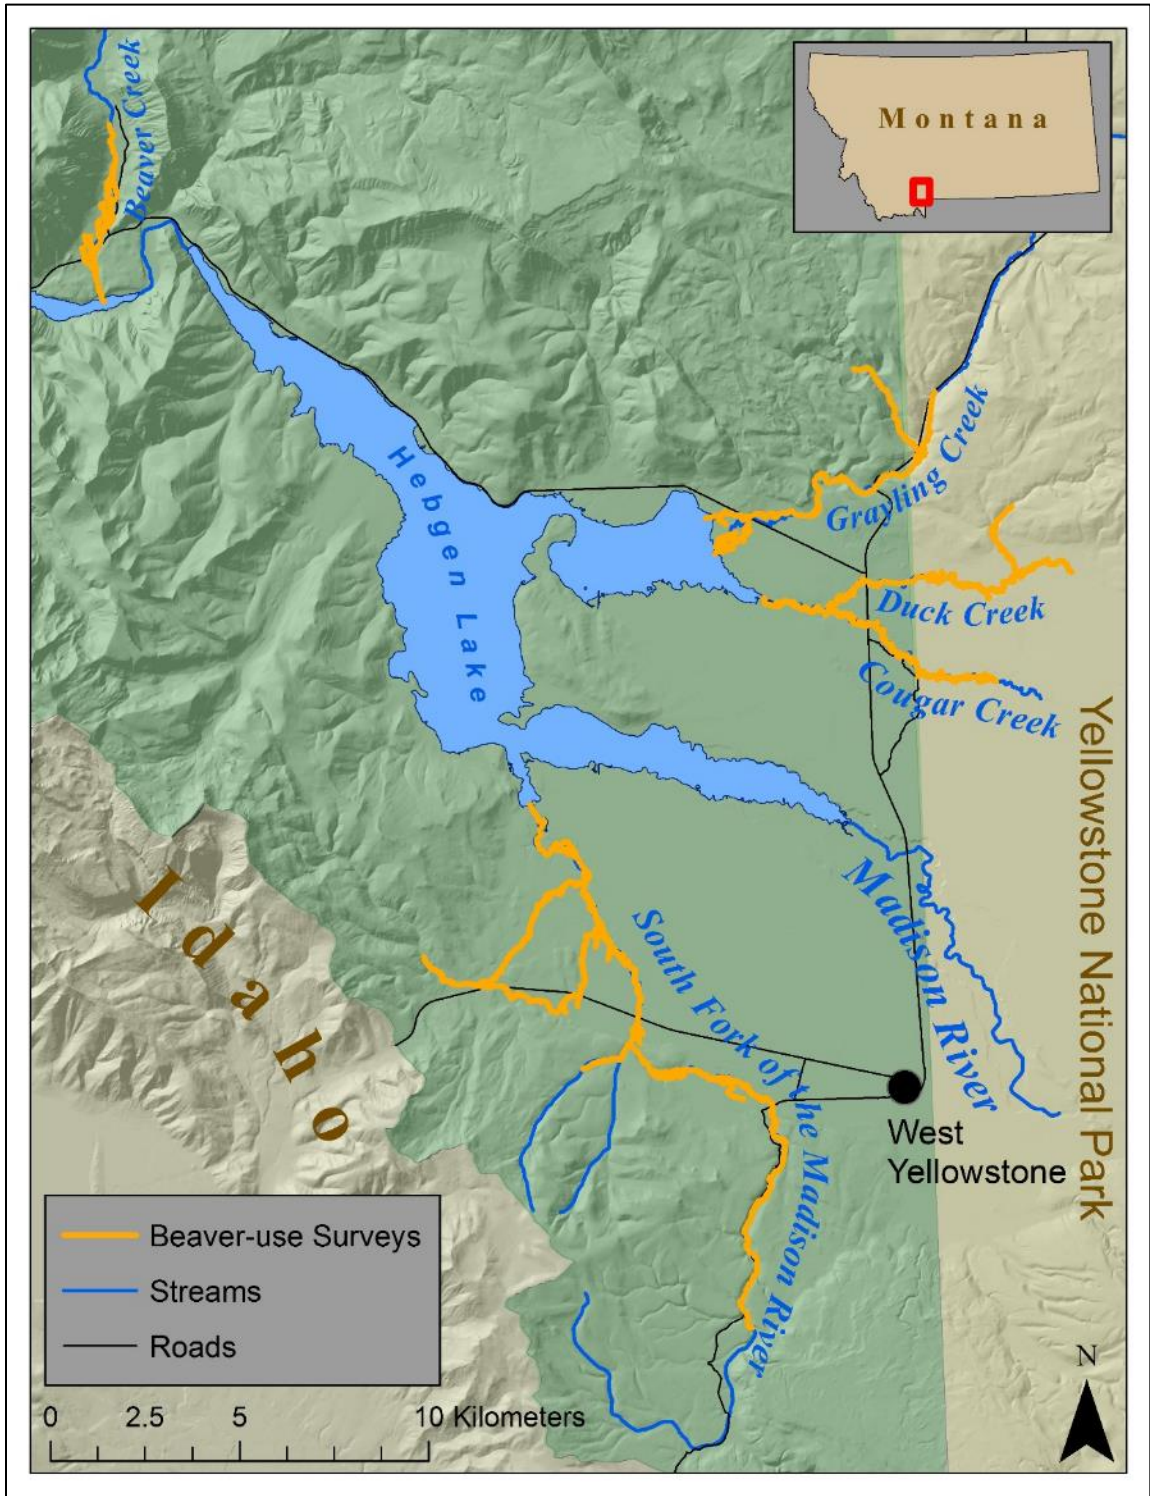 Montana
Beaver Creek
Grayling Creek
Hebgen Lake
Duck Creek
Cougar Creek
Yellowstone National Park
Madison River
Idaho
South Fork of the Madison River
West
Yellowstone
Beaver-use Surveys
Streams
Roads
0 2.5 5 10 Kilometers
N